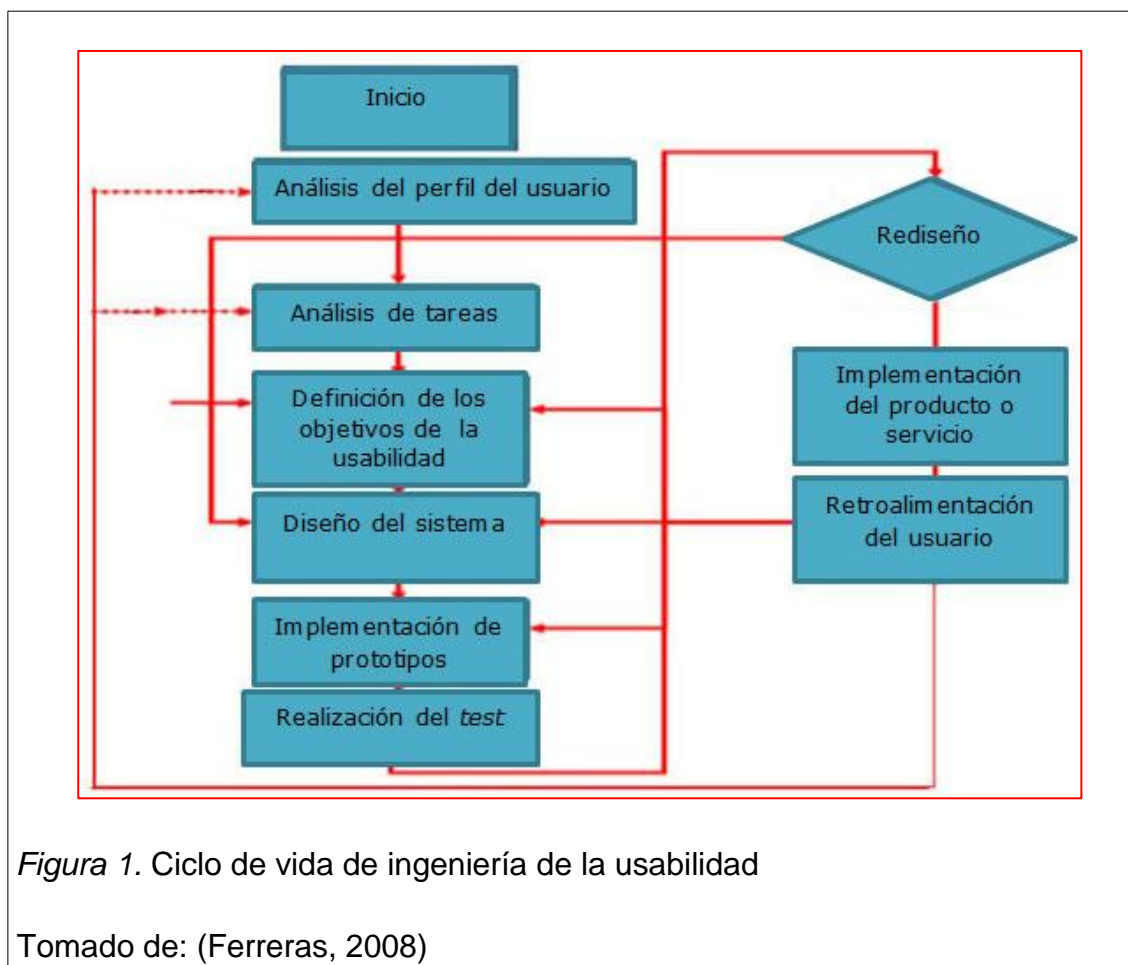 Inicio
Análisis del perfil del usuario
Análisis de tareas
Definición de los
objetivos de la
usabilidad
Diseño del sistema
Implementación de
prototipos
Realización del test
Rediseño
Implementación
del producto o
servicio
Retroalimentación
del usuario
Figura 1. Ciclo de vida de ingeniería de la usabilidad
Tomado de: (Ferreras, 2008)